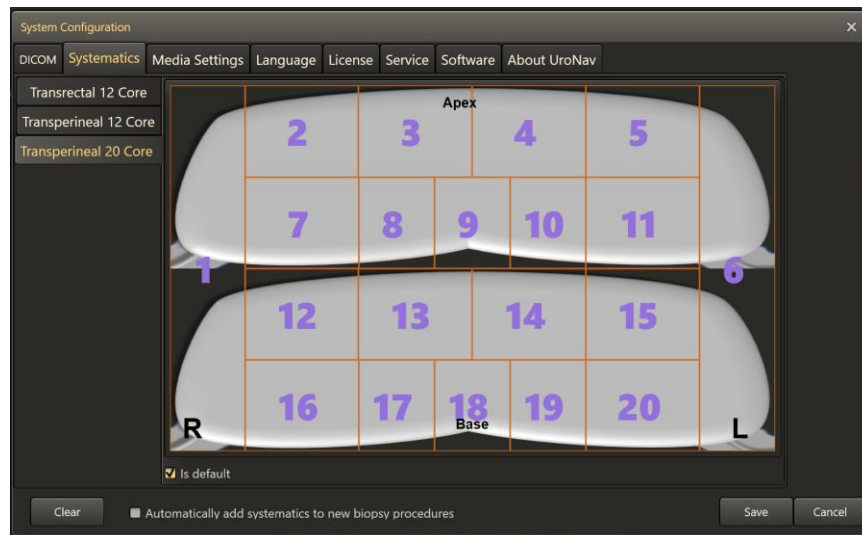 System Configuration ×
DICOM Systematics Media Settings Language License Service Software About UroNav
Transrectal 12 Core
Transperineal 12 Core
Transperineal 20 Core
Apex
2 3 4 5
7 8 9 10 11
1 6
12 13 14 15
16 17 18 19 20
Base
R L
Is default
Clear Automatically add systematics to new biopsy procedures Save Cancel